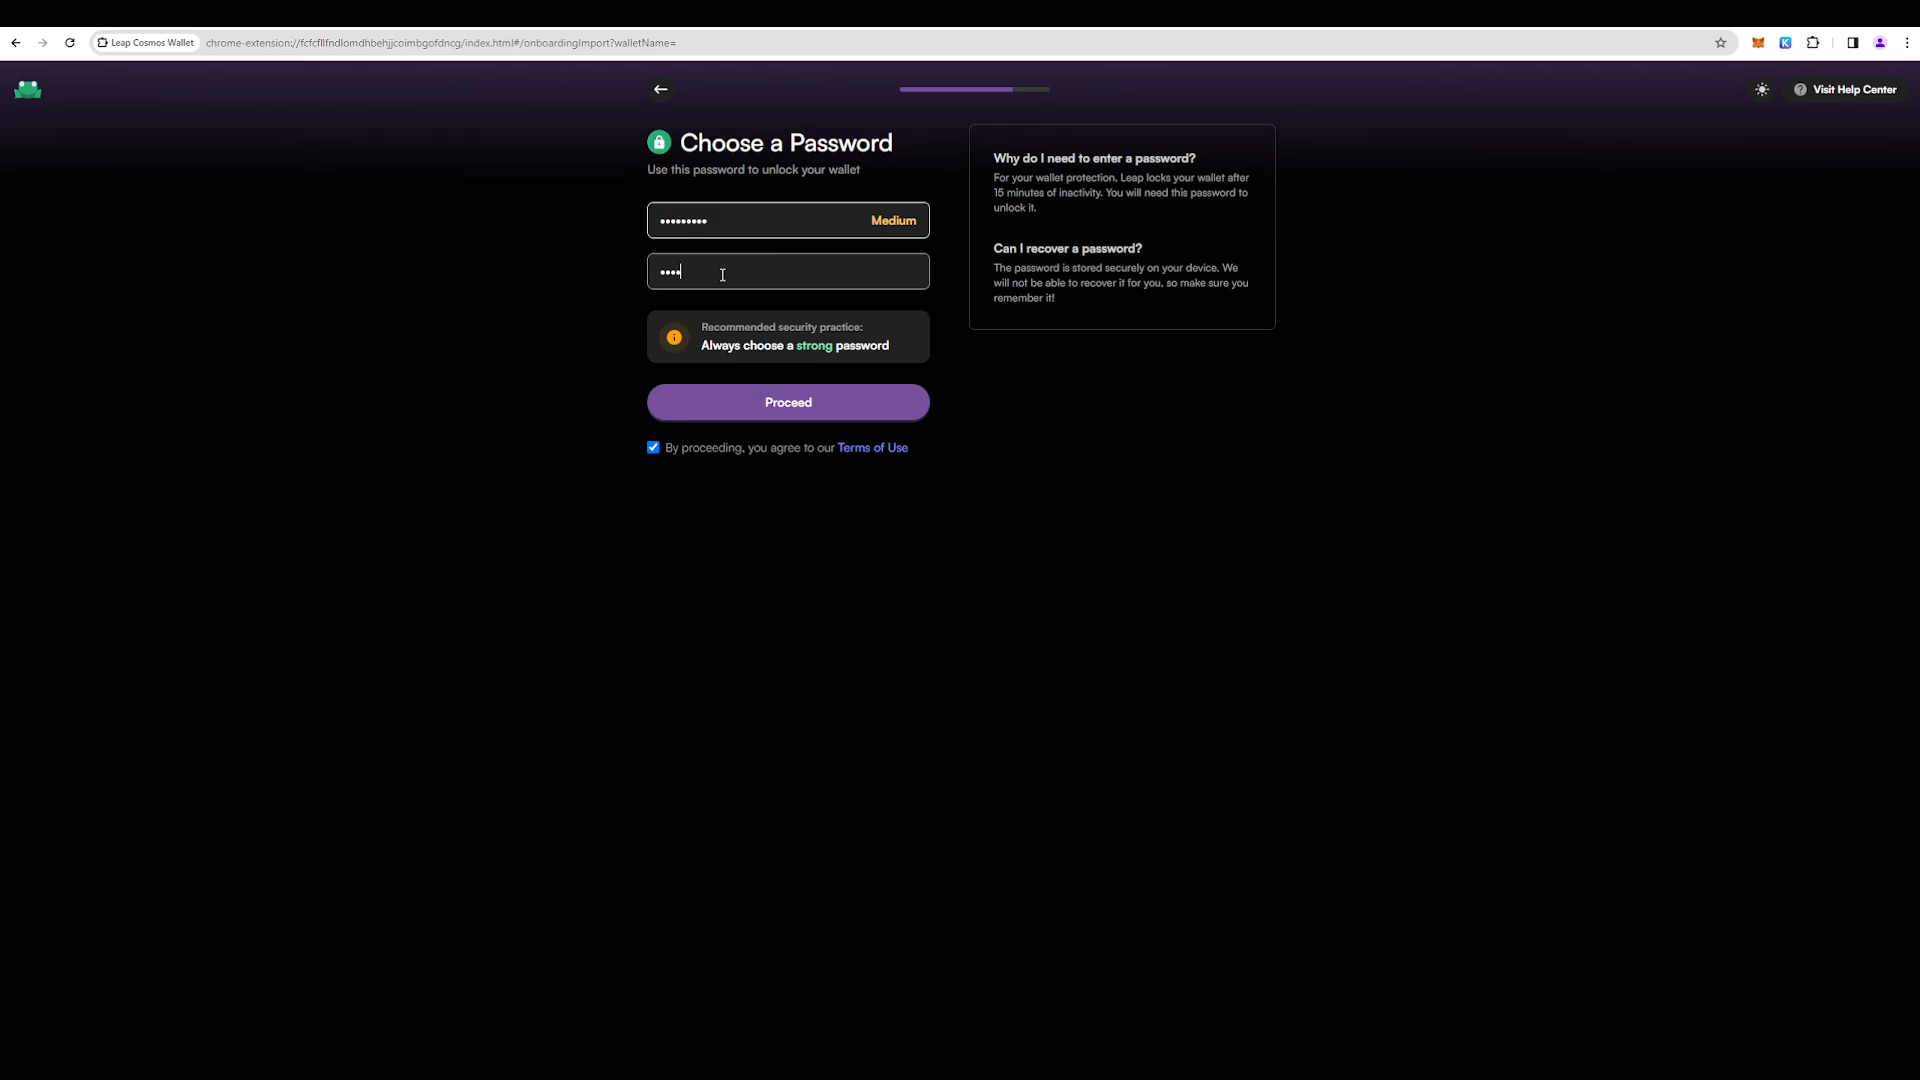 Leap Cosmos Wallet
chrome-extension://fcfcfllfndlomdhbehjjcoimbgofdncg/index.html#/onboardingImport?walletName=
Visit Help Center
Choose a Password
Use this password to unlock your wallet
•••••••••
Medium
••••
Recommended security practice:
Always choose a strong password
Proceed
By proceeding, you agree to our Terms of Use
Why do I need to enter a password?
For your wallet protection, Leap locks your wallet after
15 minutes of inactivity. You will need this password to
unlock it.
Can I recover a password?
The password is stored securely on your device. We
will not be able to recover it for you, so make sure you
remember it!